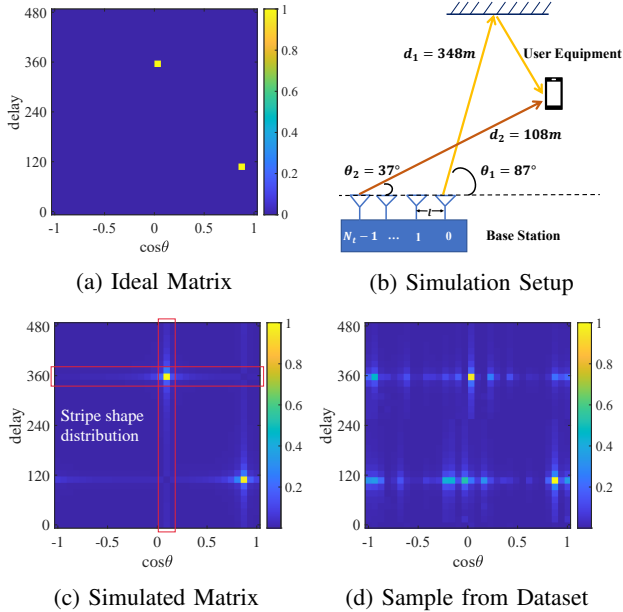 480
360
240
120
0
delay
-1
-0.5
0
0.5
1
cosθ
1
0.8
0.6
0.4
0.2
0
(a) Ideal Matrix
d₁ = 348m
User Equipment
d₂ = 108m
θ₂ = 37°
θ₁ = 87°
l
Nₜ − 1 ... 1 0
Base Station
(b) Simulation Setup
480
360
240
120
0
delay
Stripe shape
distribution
-1
-0.5
0
0.5
1
cosθ
1
0.8
0.6
0.4
0.2
(c) Simulated Matrix
480
360
240
120
0
delay
-1
-0.5
0
0.5
1
cosθ
1
0.8
0.6
0.4
0.2
(d) Sample from Dataset